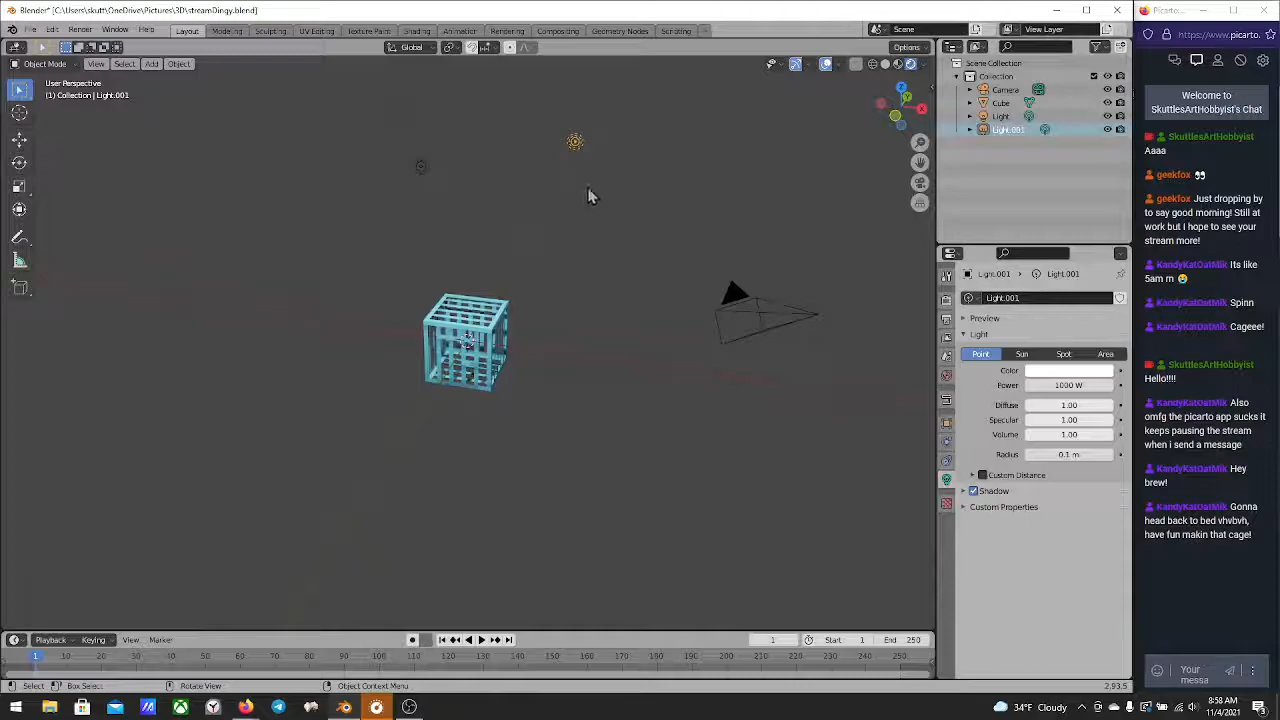 Blender* [C:\Users\skutt\OneDrive\Pictures\3D\streamDingy.blend]
File Edit Render Window Help Layout Modeling Sculpting UV Editing Texture Paint Shading Animation Rendering Compositing Geometry Nodes Scripting Scene View Layer
Global Options
Object Mode View Select Add Object
User Perspective
(1) Collection | Light.001
Z
Y
X
Scene Collection
Collection
Camera
Cube
Light
Light.001
Light.001 Light.001
Light.001
Preview
Light
Point Sun Spot Area
Color
Power 1000 W
Diffuse 1.00
Specular 1.00
Volume 1.00
Radius 0.1 m
Custom Distance
Shadow
Custom Properties
Playback Keying View Marker 1 Start 1 End 250
1 10 20 30 40 50 60 70 80 90 100 110 120 130 140 150 160 170 180 190 200 210 220 230 240 250
Select Box Select Rotate View Object Context Menu 2.93.5
Picarto
https://www.picarto.
Welcome to
SkuttlesArtHobbyist's Chat
SkuttlesArtHobbyist
Aaaa
geekfox 👀
geekfox Just dropping by
to say good morning! Still at
work but I hope to see your
stream more!
KandyKatOatMilk Its like
5am rn 😢
KandyKatOatMilk Spinn
KandyKatOatMilk Cageee!
SkuttlesArtHobbyist
Hello!!!!
KandyKatOatMilk Also
omfg the picarto app sucks it
keeps pausing the stream
when i send a message
KandyKatOatMilk Hey
brew!
KandyKatOatMilk Gonna
head back to bed vhvbvh,
have fun makin that cage!
Your
messa
34°F Cloudy
8:58 AM
11/4/2021